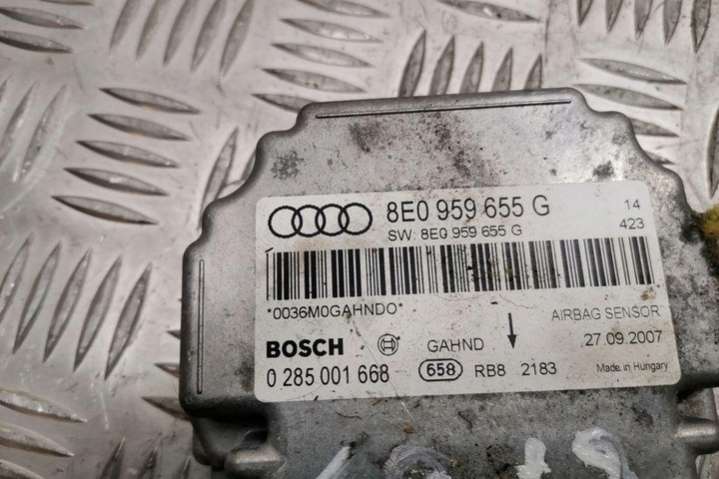 8E0 959 655 G 14
SW: 8E0 959 655 G 423
*0036M0GAHNDO* AIRBAG SENSOR
BOSCH GAHND 27.09.2007
0 285 001 668 658 RB8 2183 Made in Hungary